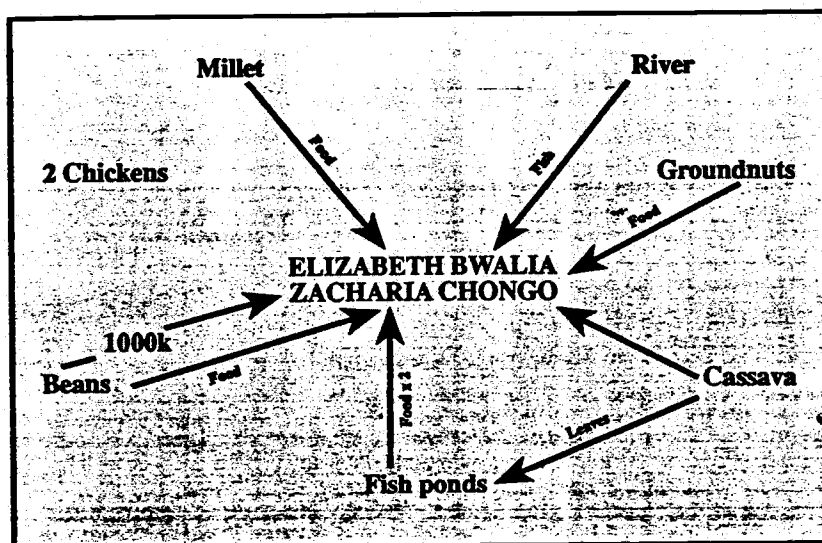 Millet
River
Food
Fish
2 Chickens
Groundnuts
Food
ELIZABETH BWALIA
ZACHARIA CHONGO
1000k
Beans
Food
Food x 2
Cassava
Leaves
Fish ponds